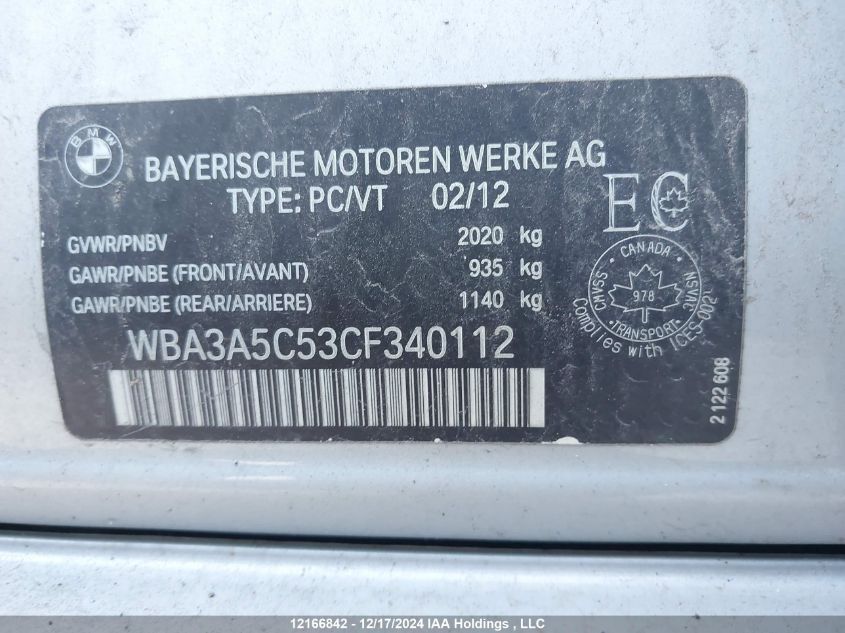 BMW
BAYERISCHE MOTOREN WERKE AG
TYPE: PC/VT 02/12
EC
GVWR/PNBV 2020 kg
GAWR/PNBE (FRONT/AVANT) 935 kg
GAWR/PNBE (REAR/ARRIERE) 1140 kg
CANADA
CMVSS 978 NSVAC
TRANSPORT
Complies with ICES-002
WBA3A5C53CF340112
2 122 608
12166842 - 12/17/2024 IAA Holdings , LLC